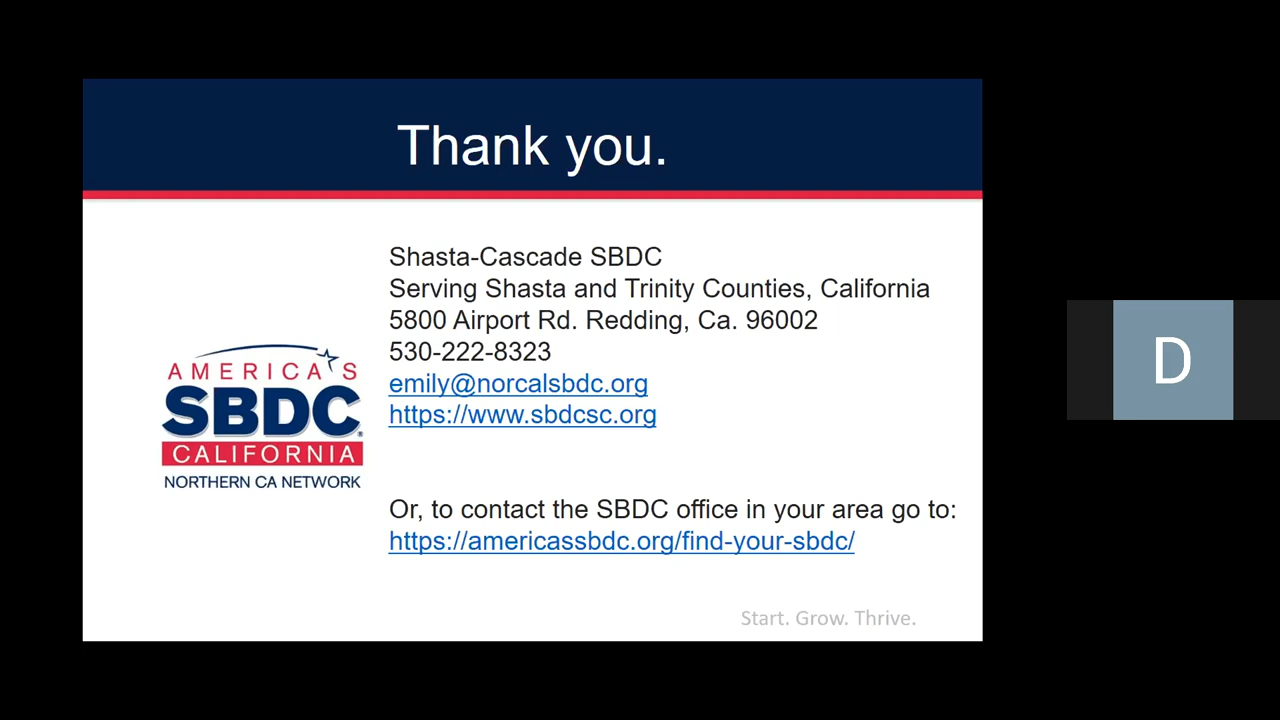 Thank you.
Shasta-Cascade SBDC
Serving Shasta and Trinity Counties, California
5800 Airport Rd. Redding, Ca. 96002
530-222-8323
emily@norcalsbdc.org
https://www.sbdcsc.org
AMERICA'S
SBDC
CALIFORNIA
NORTHERN CA NETWORK
Or, to contact the SBDC office in your area go to:
https://americassbdc.org/find-your-sbdc/
Start. Grow. Thrive.
D